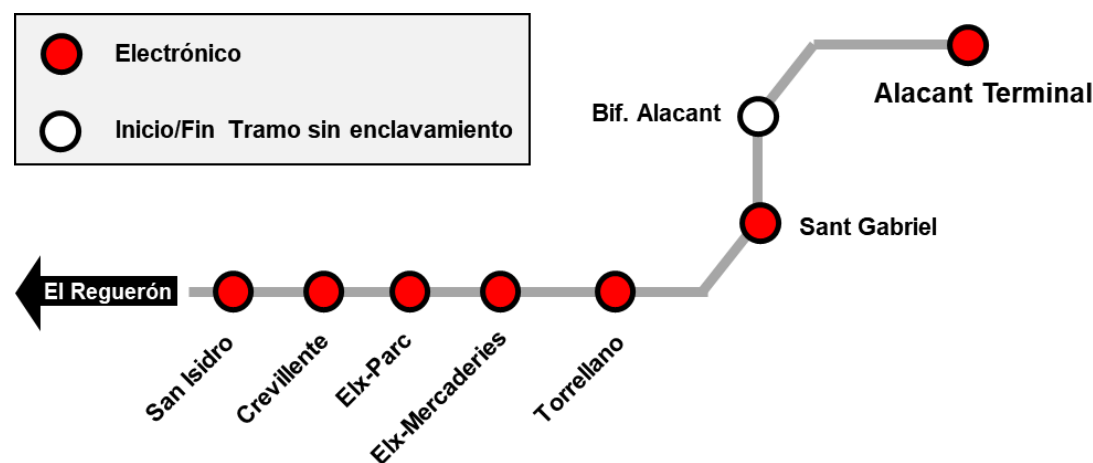 Electrónico
Inicio/Fin Tramo sin enclavamiento
Alacant Terminal
Bif. Alacant
Sant Gabriel
El Reguerón
San Isidro
Crevillente
Elx-Parc
Elx-Mercaderies
Torrellano